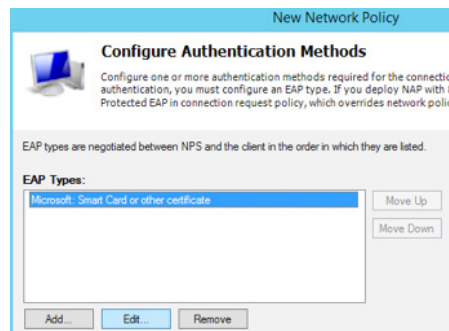 New Network Policy
Configure Authentication Methods
Configure one or more authentication methods required for the
authentication, you must configure an EAP type. If you deploy NAP with
Protected EAP in connection request policy, which overrides network
EAP types are negotiated between NPS and the client in the order in which they are listed.
EAP Types:
Microsoft: Smart Card or other certificate
Move Up
Move Down
Add... Edit... Remove